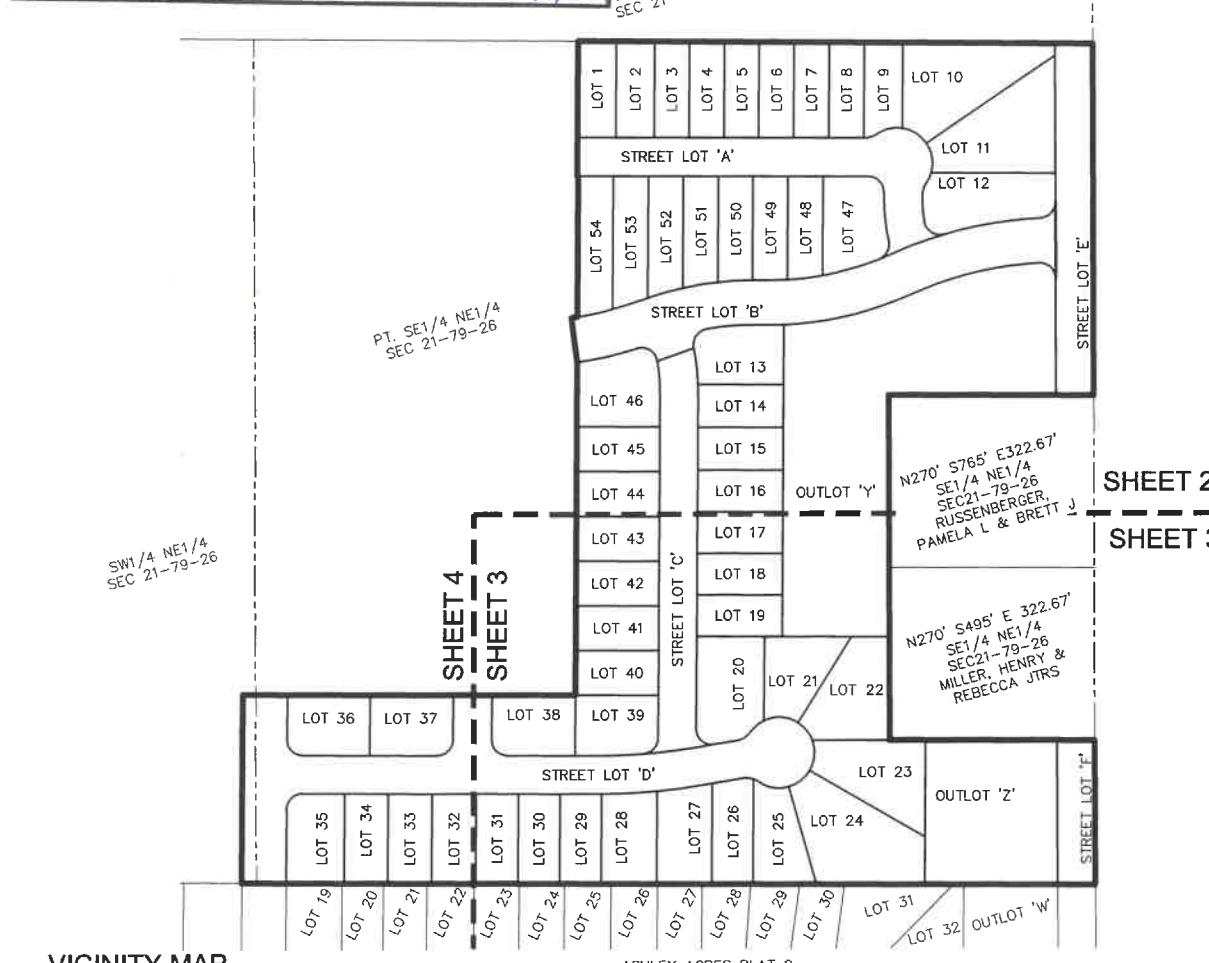 SEC 21
LOT 1
LOT 2
LOT 3
LOT 4
LOT 5
LOT 6
LOT 7
LOT 8
LOT 9
LOT 10
STREET LOT 'A'
LOT 11
LOT 12
LOT 54
LOT 53
LOT 52
LOT 51
LOT 50
LOT 49
LOT 48
LOT 47
STREET LOT 'E'
STREET LOT 'B'
PT. SE1/4 NE1/4
SEC 21-79-26
LOT 13
LOT 46
LOT 14
LOT 45
LOT 15
LOT 44
LOT 16
OUTLOT 'Y'
N270' S765' E322.67'
SE1/4 NE1/4
SEC21-79-26
RUSSENBERGER,
PAMELA L & BRETT J
SHEET 2
SHEET 3
LOT 43
LOT 17
SW1/4 NE1/4
SEC 21-79-26
SHEET 4
SHEET 3
LOT 42
STREET LOT 'C'
LOT 18
LOT 41
LOT 19
N270' S495' E 322.67'
SE1/4 NE1/4
SEC21-79-26
MILLER, HENRY &
REBECCA JTRS
LOT 40
LOT 20
LOT 21
LOT 22
LOT 36
LOT 37
LOT 38
LOT 39
STREET LOT 'D'
LOT 23
OUTLOT 'Z'
STREET LOT 'F'
LOT 35
LOT 34
LOT 33
LOT 32
LOT 31
LOT 30
LOT 29
LOT 28
LOT 27
LOT 26
LOT 25
LOT 24
LOT 19
LOT 20
LOT 21
LOT 22
LOT 23
LOT 24
LOT 25
LOT 26
LOT 27
LOT 28
LOT 29
LOT 30
LOT 31
LOT 32
OUTLOT 'W'
VICINITY MAP